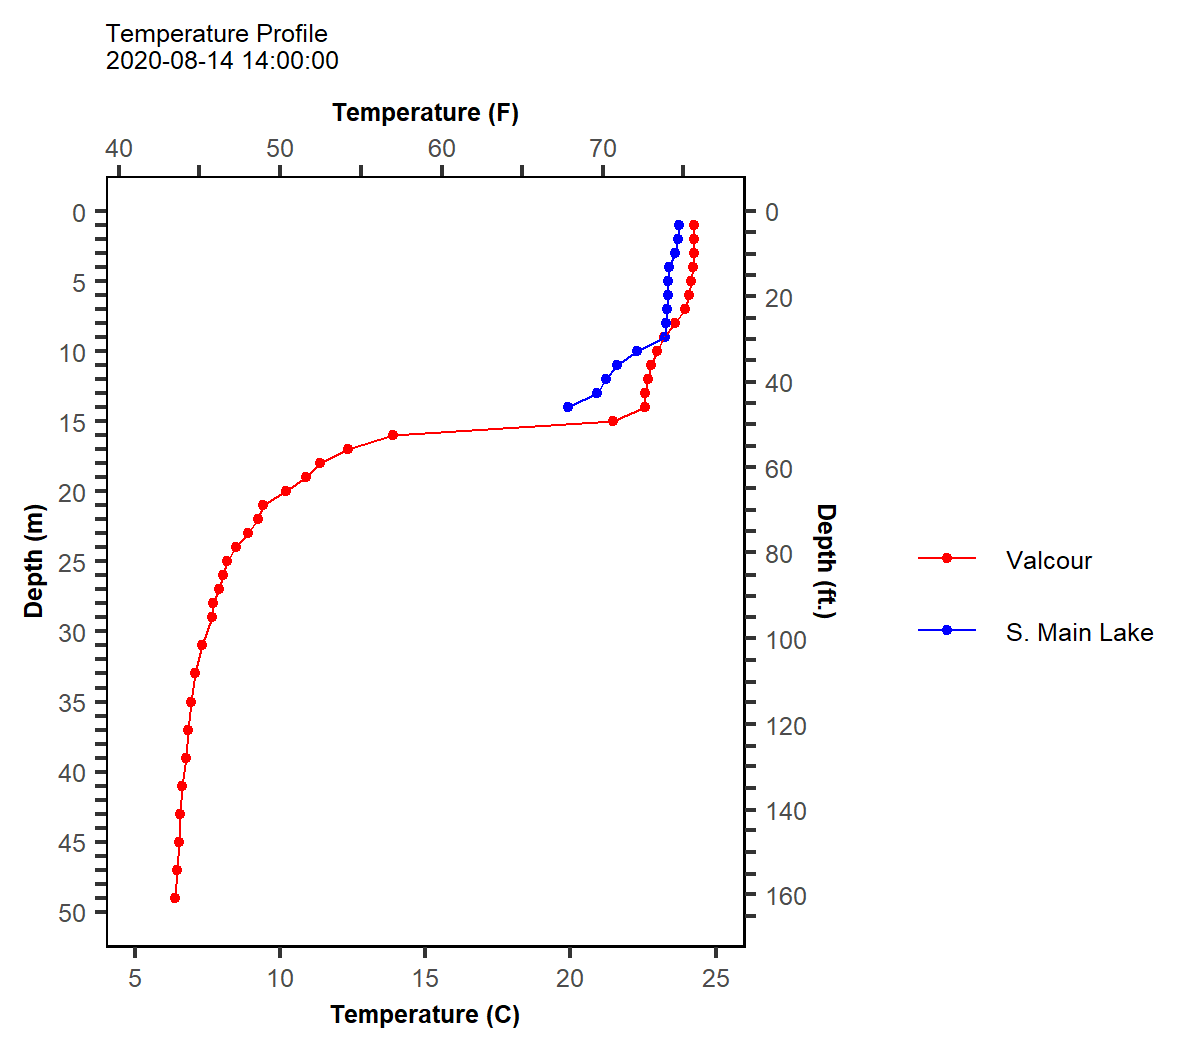 Temperature Profile
2020-08-14 14:00:00
Temperature (F)
40 50 60 70
0 0
5
20
10
40
15
60
20
80
25
100
30
120
35
140
40
160
45
50
Depth (m)
Depth (ft.)
Valcour
S. Main Lake
5 10 15 20 25
Temperature (C)